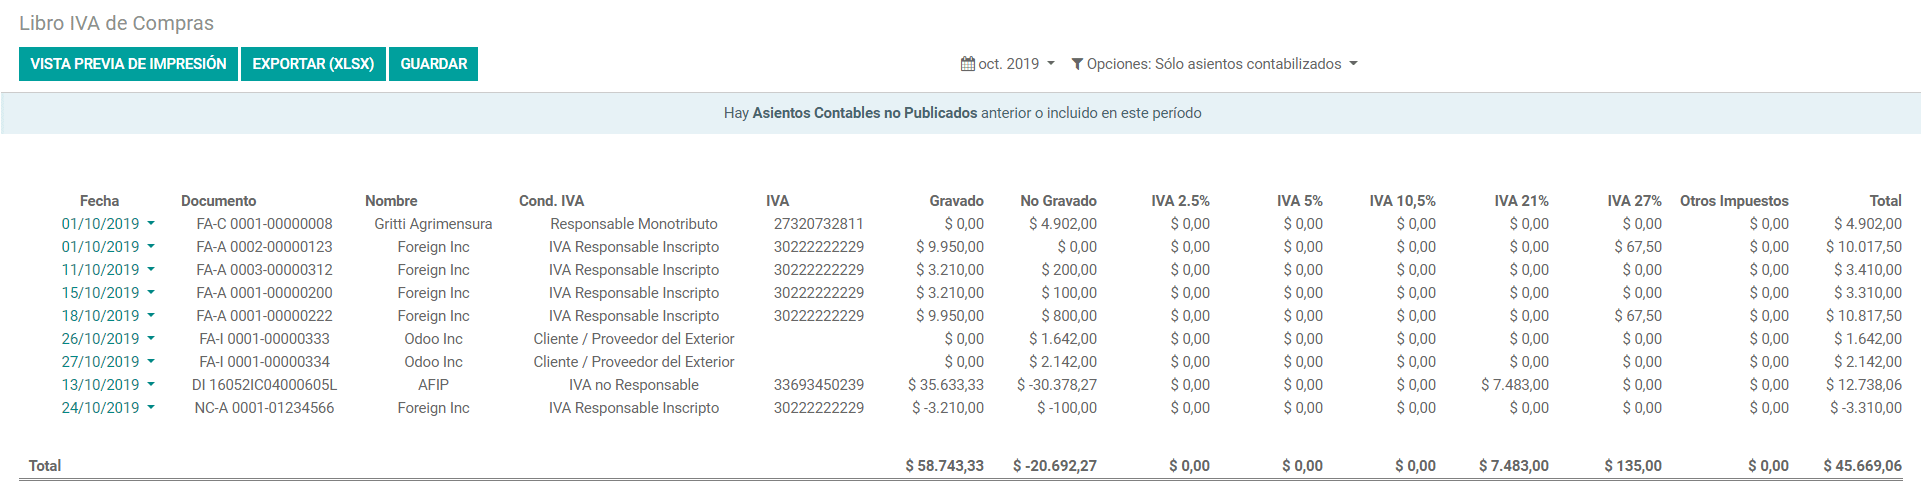 Libro IVA de Compras
VISTA PREVIA DE IMPRESIÓN EXPORTAR (XLSX) GUARDAR oct. 2019 Opciones: Sólo asientos contabilizados
Hay Asientos Contables no Publicados anterior o incluido en este período
Fecha Documento Nombre Cond. IVA IVA Gravado No Gravado IVA 2.5% IVA 5% IVA 10,5% IVA 21% IVA 27% Otros Impuestos Total
01/10/2019 FA-C 0001-00000008 Gritti Agrimensura Responsable Monotributo 27320732811 $ 0,00 $ 4.902,00 $ 0,00 $ 0,00 $ 0,00 $ 0,00 $ 0,00 $ 0,00 $ 4.902,00
01/10/2019 FA-A 0002-00000123 Foreign Inc IVA Responsable Inscripto 30222222229 $ 9.950,00 $ 0,00 $ 0,00 $ 0,00 $ 0,00 $ 0,00 $ 67,50 $ 0,00 $ 10.017,50
11/10/2019 FA-A 0003-00000312 Foreign Inc IVA Responsable Inscripto 30222222229 $ 3.210,00 $ 200,00 $ 0,00 $ 0,00 $ 0,00 $ 0,00 $ 0,00 $ 0,00 $ 3.410,00
15/10/2019 FA-A 0001-00000200 Foreign Inc IVA Responsable Inscripto 30222222229 $ 3.210,00 $ 100,00 $ 0,00 $ 0,00 $ 0,00 $ 0,00 $ 0,00 $ 0,00 $ 3.310,00
18/10/2019 FA-A 0001-00000222 Foreign Inc IVA Responsable Inscripto 30222222229 $ 9.950,00 $ 800,00 $ 0,00 $ 0,00 $ 0,00 $ 0,00 $ 67,50 $ 0,00 $ 10.817,50
26/10/2019 FA-I 0001-00000333 Odoo Inc Cliente / Proveedor del Exterior $ 0,00 $ 1.642,00 $ 0,00 $ 0,00 $ 0,00 $ 0,00 $ 0,00 $ 0,00 $ 1.642,00
27/10/2019 FA-I 0001-00000334 Odoo Inc Cliente / Proveedor del Exterior $ 0,00 $ 2.142,00 $ 0,00 $ 0,00 $ 0,00 $ 0,00 $ 0,00 $ 0,00 $ 2.142,00
13/10/2019 DI 16052IC04000605L AFIP IVA no Responsable 33693450239 $ 35.633,33 $ -30.378,27 $ 0,00 $ 0,00 $ 0,00 $ 7.483,00 $ 0,00 $ 0,00 $ 12.738,06
24/10/2019 NC-A 0001-01234566 Foreign Inc IVA Responsable Inscripto 30222222229 $ -3.210,00 $ -100,00 $ 0,00 $ 0,00 $ 0,00 $ 0,00 $ 0,00 $ 0,00 $ -3.310,00
Total $ 58.743,33 $ -20.692,27 $ 0,00 $ 0,00 $ 0,00 $ 7.483,00 $ 135,00 $ 0,00 $ 45.669,06